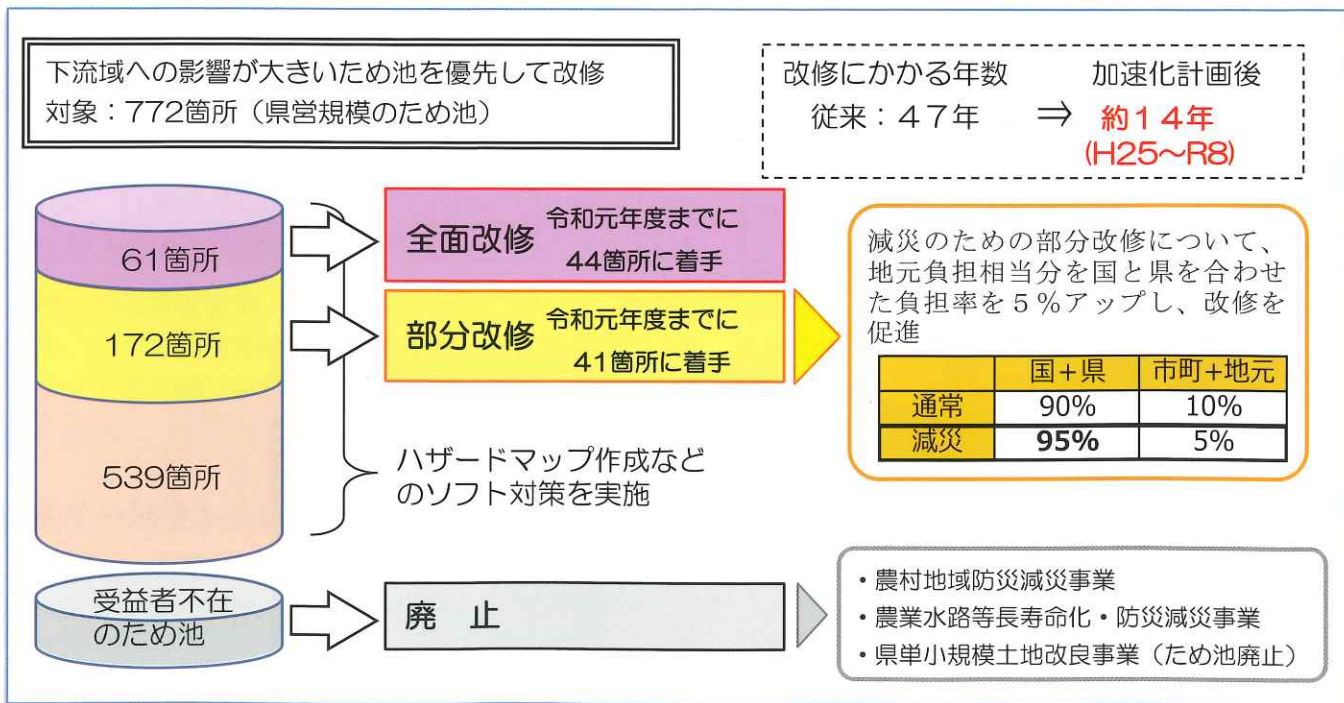 下流域への影響が大きいため池を優先して改修
対象：772箇所（県営規模のため池）
改修にかかる年数
従来：４７年
⇒
加速化計画後
約１４年
(H25～R8)
61箇所
172箇所
539箇所
全面改修 令和元年度までに
44箇所に着手
部分改修 令和元年度までに
41箇所に着手
ハザードマップ作成など
のソフト対策を実施
減災のための部分改修について、
地元負担相当分を国と県を合わせ
た負担率を５％アップし、改修を
促進
国+県 市町+地元
通常 90% 10%
減災 95% 5%
受益者不在
のため池
廃　止
・農村地域防災減災事業
・農業水路等長寿命化・防災減災事業
・県単小規模土地改良事業（ため池廃止）